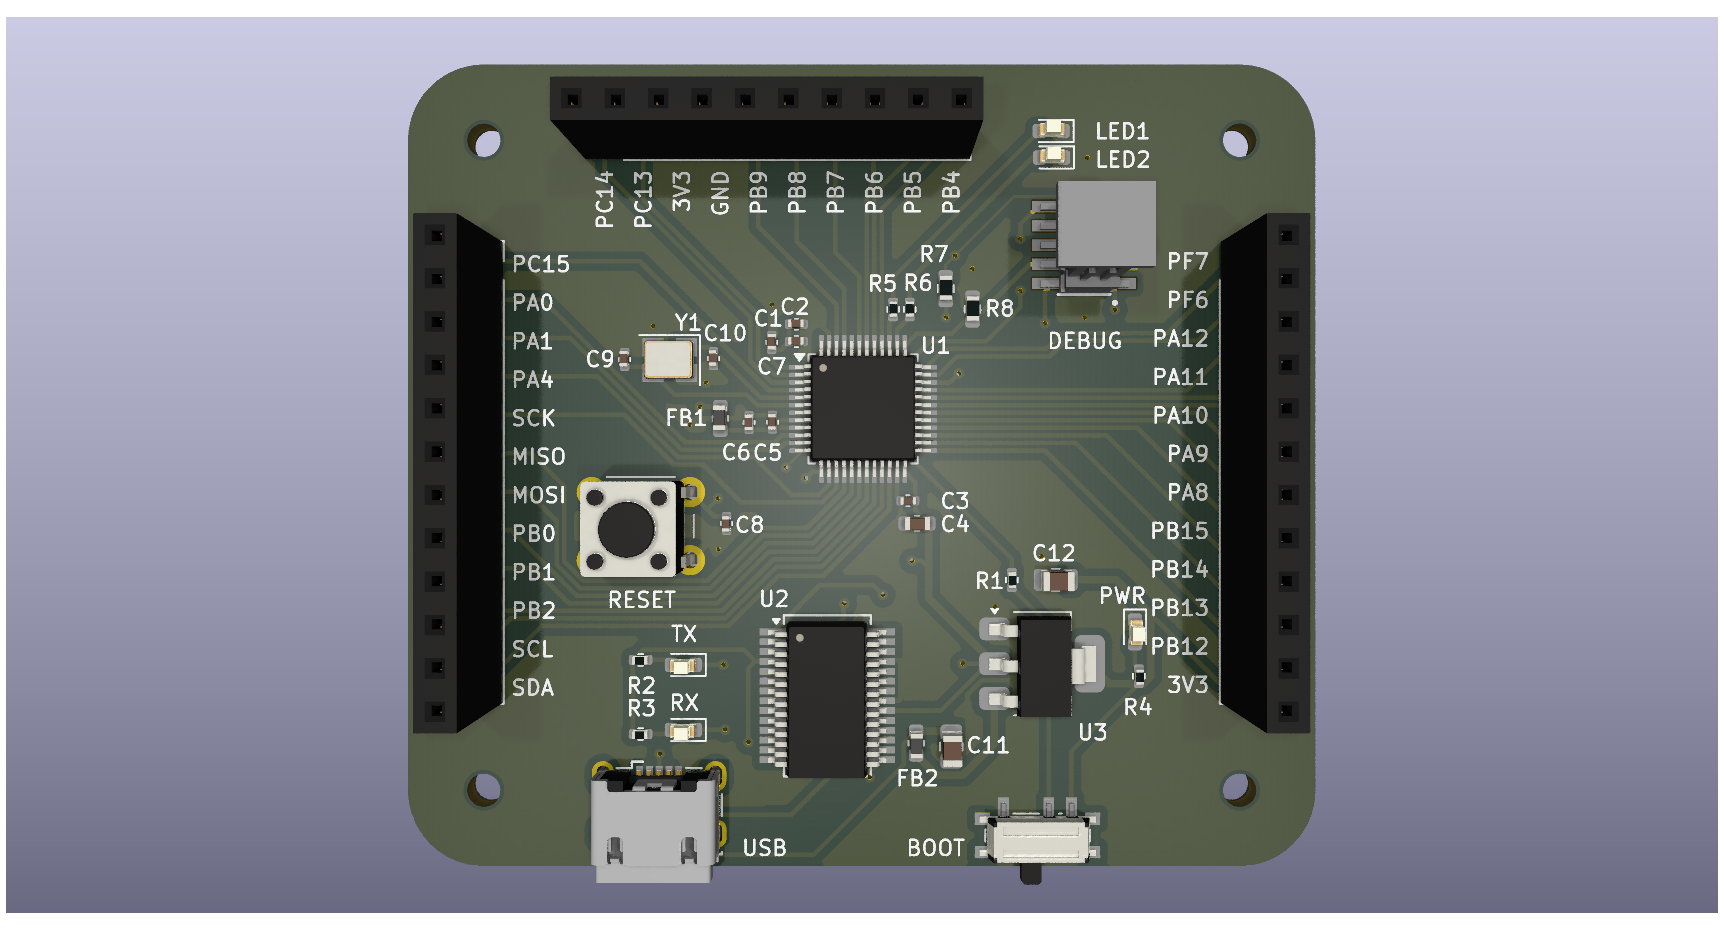 LED1
LED2
PC14
PC13
3V3
GND
PB9
PB8
PB7
PB6
PB5
PB4
PC15
PA0
PA1
PA4
SCK
MISO
MOSI
PB0
PB1
PB2
SCL
SDA
R7
R5
R6
R8
C2
C1
Y1
C10
C9
C7
U1
FB1
C6
C5
C3
C4
C8
RESET
DEBUG
PF7
PF6
PA12
PA11
PA10
PA9
PA8
PB15
PB14
PB13
PB12
3V3
C12
R1
PWR
U2
TX
R2
R3
RX
R4
U3
C11
FB2
USB
BOOT